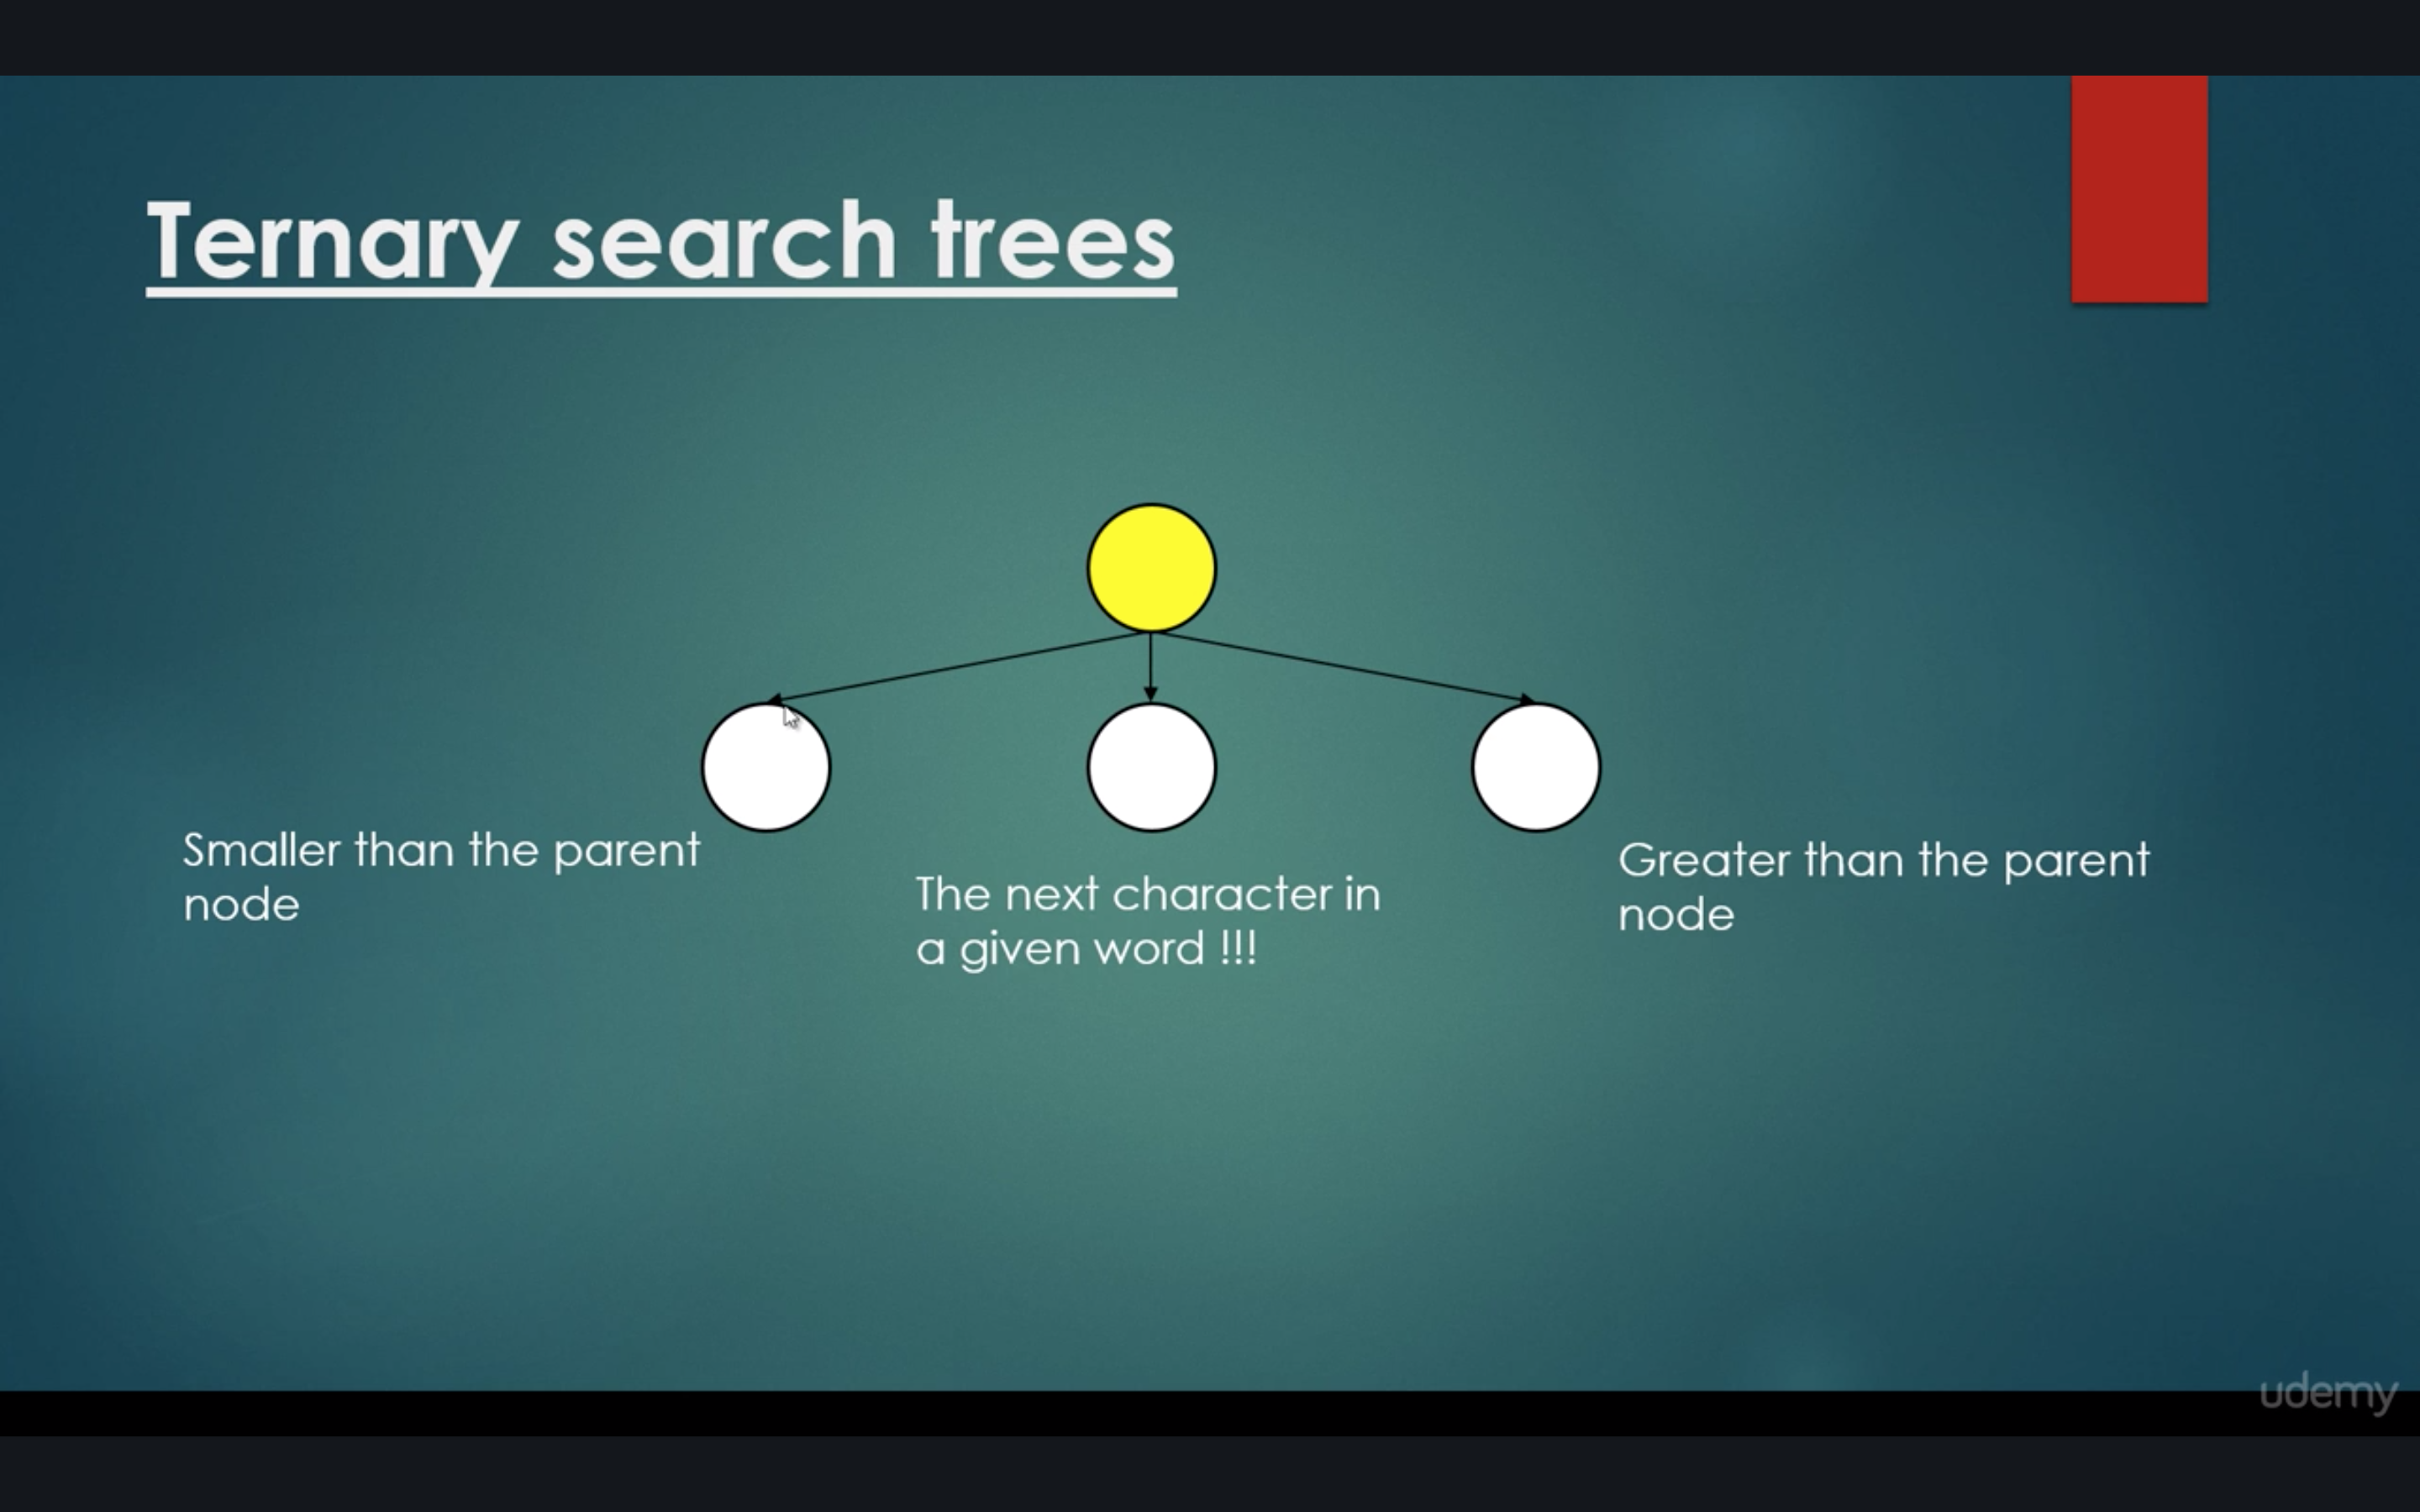 Ternary search trees
Smaller than the parent
node
The next character in
a given word !!!
Greater than the parent
node
udemy